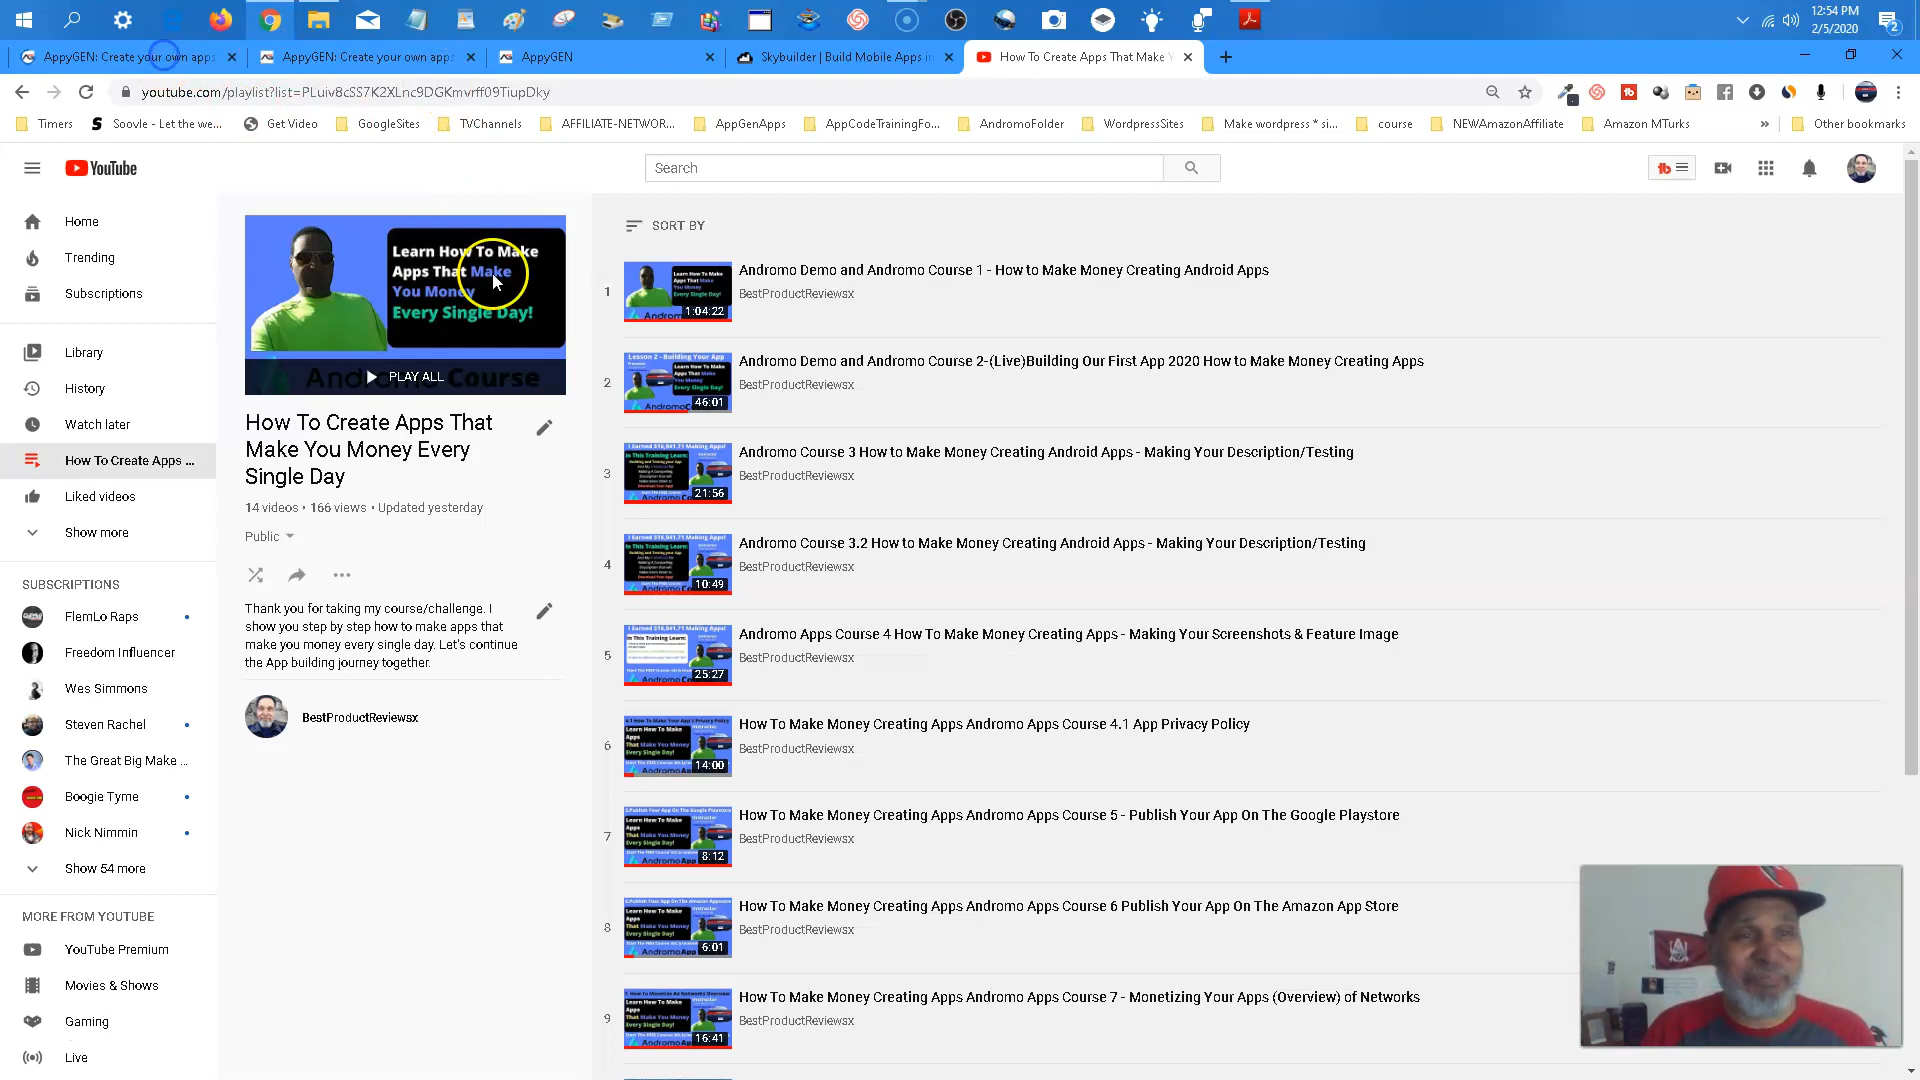 12:54 PM
2/5/2020
2
AppyGEN: Create your own apps
AppyGEN: Create your own apps
AppyGEN
Skybuilder | Build Mobile Apps in
How To Create Apps That Make Y
youtube.com/playlist?list=PLuiv8cSS7K2XLnc9DGKmvrff09TiupDky
Timers
Soovle - Let the we...
Get Video
GoogleSites
TVChannels
AFFILIATE-NETWOR...
AppGenApps
AppCodeTrainingFo...
AndromoFolder
WordpressSites
Make wordpress * si...
course
NEWAmazonAffiliate
Amazon MTurks
»
Other bookmarks
YouTube
Search
Home
Trending
Subscriptions
Library
History
Watch later
How To Create Apps ...
Liked videos
Show more
SUBSCRIPTIONS
FlemLo Raps
Freedom Influencer
Wes Simmons
Steven Rachel
The Great Big Make ...
Boogie Tyme
Nick Nimmin
Show 54 more
MORE FROM YOUTUBE
YouTube Premium
Movies & Shows
Gaming
Live
Learn How To Make
Apps That Make
You Money
Every Single Day!
Andromo Course
PLAY ALL
How To Create Apps That
Make You Money Every
Single Day
14 videos • 166 views • Updated yesterday
Public
Thank you for taking my course/challenge. I
show you step by step how to make apps that
make you money every single day. Let's continue
the App building journey together.
BestProductReviewsx
SORT BY
1
1:04:22
Andromo Demo and Andromo Course 1 - How to Make Money Creating Android Apps
BestProductReviewsx
2
46:01
Andromo Demo and Andromo Course 2-(Live)Building Our First App 2020 How to Make Money Creating Apps
BestProductReviewsx
3
21:56
Andromo Course 3 How to Make Money Creating Android Apps - Making Your Description/Testing
BestProductReviewsx
4
10:49
Andromo Course 3.2 How to Make Money Creating Android Apps - Making Your Description/Testing
BestProductReviewsx
5
25:27
Andromo Apps Course 4 How To Make Money Creating Apps - Making Your Screenshots & Feature Image
BestProductReviewsx
6
14:00
How To Make Money Creating Apps Andromo Apps Course 4.1 App Privacy Policy
BestProductReviewsx
7
8:12
How To Make Money Creating Apps Andromo Apps Course 5 - Publish Your App On The Google Playstore
BestProductReviewsx
8
6:01
How To Make Money Creating Apps Andromo Apps Course 6 Publish Your App On The Amazon App Store
BestProductReviewsx
9
16:41
How To Make Money Creating Apps Andromo Apps Course 7 - Monetizing Your Apps (Overview) of Networks
BestProductReviewsx